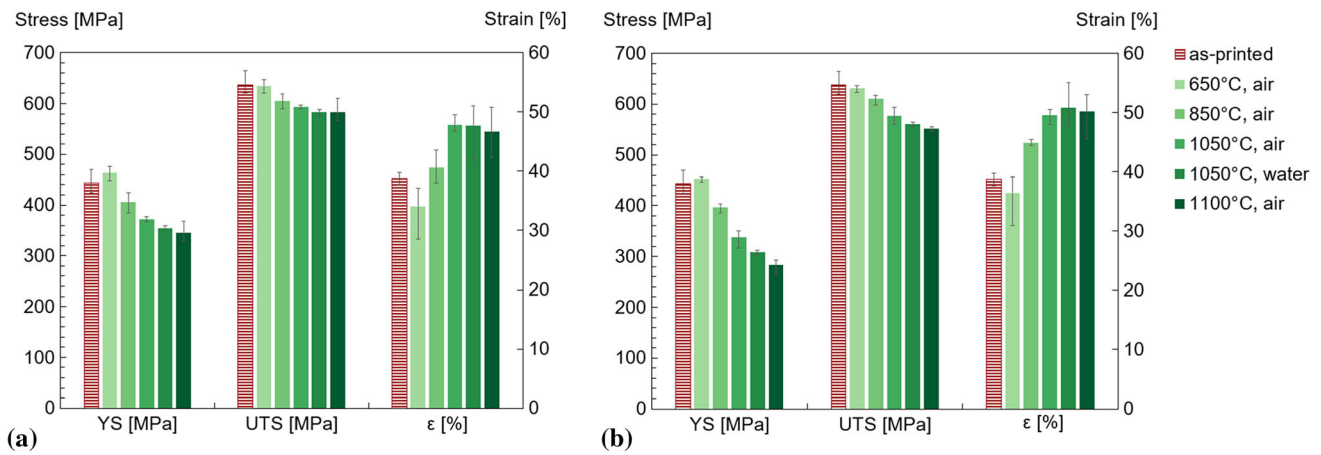 Stress [MPa] Strain [%]
700 60
600 50
500 40
400 30
300 20
200 10
100 0
0
YS [MPa] UTS [MPa] ε [%]
(a)
Stress [MPa] Strain [%]
700 60
600 50
500 40
400 30
300 20
200 10
100 0
0
YS [MPa] UTS [MPa] ε [%]
(b)
as-printed
650°C, air
850°C, air
1050°C, air
1050°C, water
1100°C, air